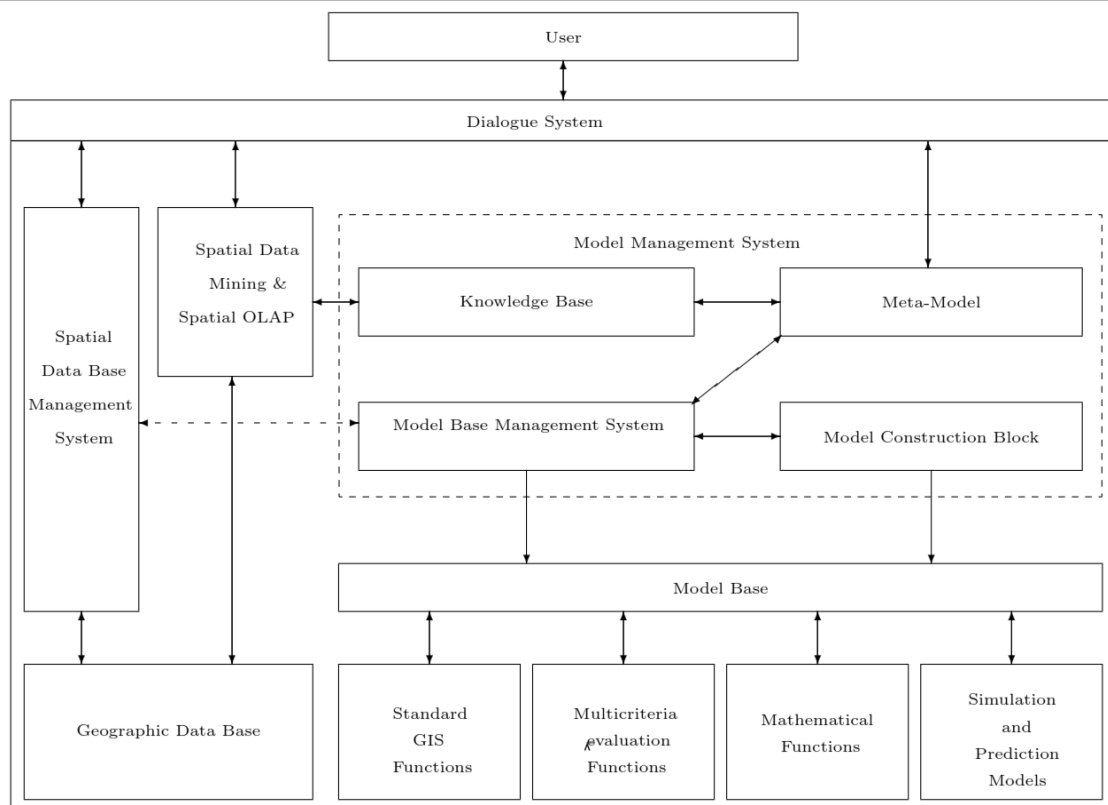 User
Dialogue System
Spatial
Data Base
Management
System
Spatial Data
Mining &
Spatial OLAP
Model Management System
Knowledge Base
Meta-Model
Model Base Management System
Model Construction Block
Model Base
Geographic Data Base
Standard
GIS
Functions
Multicriteria
evaluation
Functions
Mathematical
Functions
Simulation
and
Prediction
Models